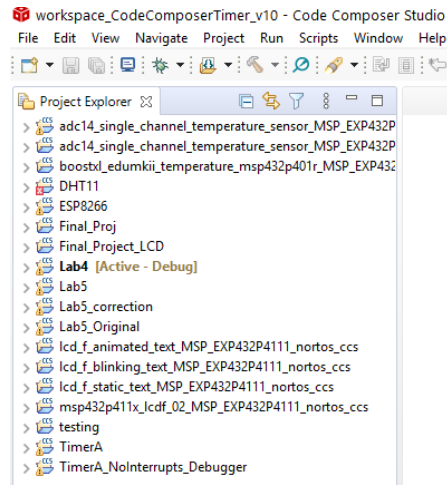 workspace_CodeComposerTimer_v10 - Code Composer Studio
File Edit View Navigate Project Run Scripts Window Help
Project Explorer
adc14_single_channel_temperature_sensor_MSP_EXP432P
adc14_single_channel_temperature_sensor_MSP_EXP432P
boostxl_edumkii_temperature_msp432p401r_MSP_EXP432
DHT11
ESP8266
Final_Proj
Final_Project_LCD
Lab4 [Active - Debug]
Lab5
Lab5_correction
Lab5_Original
lcd_f_animated_text_MSP_EXP432P4111_nortos_ccs
lcd_f_blinking_text_MSP_EXP432P4111_nortos_ccs
lcd_f_static_text_MSP_EXP432P4111_nortos_ccs
msp432p411x_lcdf_02_MSP_EXP432P4111_nortos_ccs
testing
TimerA
TimerA_NoInterrupts_Debugger